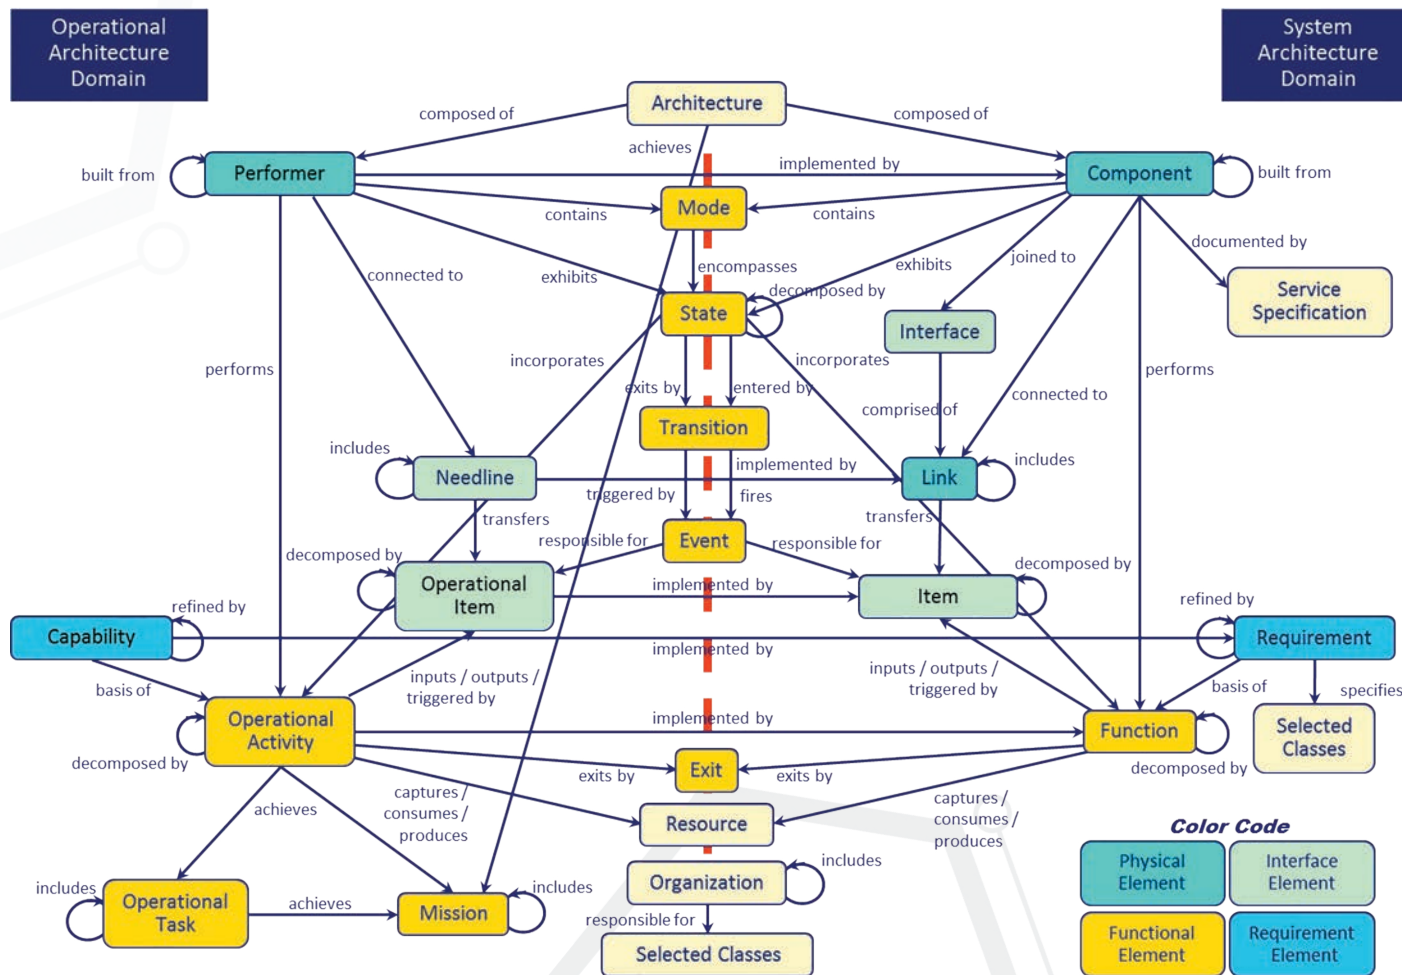 Operational
Architecture
Domain
System
Architecture
Domain
Architecture
composed of
composed of
achieves
Performer
built from
implemented by
Component
built from
Mode
contains
contains
documented by
connected to
exhibits
encompasses
decomposed by
exhibits
joined to
Service
Specification
State
Interface
performs
incorporates
incorporates
performs
exits by
entered by
connected to
comprised of
Transition
includes
Needline
implemented by
Link
includes
triggered by
fires
transfers
transfers
Event
responsible for
responsible for
decomposed by
decomposed by
Operational
Item
implemented by
Item
refined by
refined by
Capability
implemented by
Requirement
inputs / outputs /
triggered by
inputs / outputs /
triggered by
basis of
basis of
specifies
Operational
Activity
implemented by
Function
Selected
Classes
decomposed by
exits by
Exit
exits by
decomposed by
achieves
captures /
consumes /
produces
captures /
consumes /
produces
Resource
Color Code
Physical
Element
Interface
Element
Functional
Element
Requirement
Element
Organization
includes
includes
Operational
Task
achieves
Mission
includes
responsible for
Selected Classes